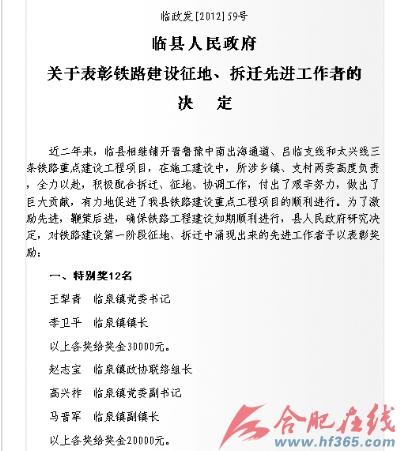 临政发[2012]59号
临县人民政府
关于表彰铁路建设征地、拆迁先进工作者的
决 定
近二年来，临县相继铺开晋豫鲁中南出海通道、吕临支线和太兴线三
条铁路重点建设工程项目，在施工建设中，所涉乡镇、支村两委高度负责
，全力以赴，积极配合拆迁、征地、协调工作，付出了艰辛努力，做出了
巨大贡献，有力地促进了我县铁路建设重点工程项目的顺利进行。为了激
励先进，鞭策后进，确保铁路工程建设如期顺利进行，县人民政府研究决
定，对铁路建设第一阶段征地、拆迁中涌现出来的先进工作者予以表彰奖
励：
一、特别奖12名
王犁青 临泉镇党委书记
李卫平 临泉镇镇长
以上各奖给奖金30000元。
赵志宝 临泉镇政协联络组长
高兴祚 临泉镇党委副书记
马晋军 临泉镇副镇长
以上各奖给奖金20000元。
合肥在线
www.hf365.com